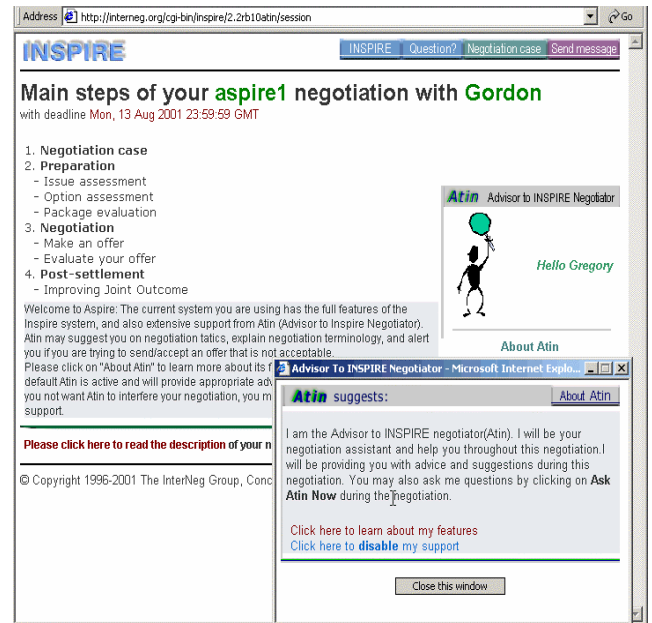 Address http://interneg.org/cgi-bin/inspire/2.2rb10atin/session Go
INSPIRE
INSPIRE Question? Negotiation case Send message
Main steps of your aspire1 negotiation with Gordon
with deadline Mon, 13 Aug 2001 23:59:59 GMT
1. Negotiation case
2. Preparation
- Issue assessment
- Option assessment
- Package evaluation
3. Negotiation
- Make an offer
- Evaluate your offer
4. Post-settlement
- Improving Joint Outcome
Atin Advisor to INSPIRE Negotiator
Hello Gregory
About Atin
Welcome to Aspire: The current system you are using has the full features of the
Inspire system, and also extensive support from Atin (Advisor to Inspire Negotiator).
Atin may suggest you on negotiation tatics, explain negotiation terminology, and alert
you if you are trying to send/accept an offer that is not acceptable.
Please click on "About Atin" to learn more about its f
default Atin is active and will provide appropriate adv
you not want Atin to interfere your negotiation, you m
support.
Please click here to read the description of your n
© Copyright 1996-2001 The InterNeg Group, Conc
Advisor To INSPIRE Negotiator - Microsoft Internet Explo...
Atin suggests:
About Atin
I am the Advisor to INSPIRE negotiator(Atin). I will be your
negotiation assistant and help you throughout this negotiation.I
will be providing you with advice and suggestions during this
negotiation. You may also ask me questions by clicking on Ask
Atin Now during the negotiation.
Click here to learn about my features
Click here to disable my support
Close this window